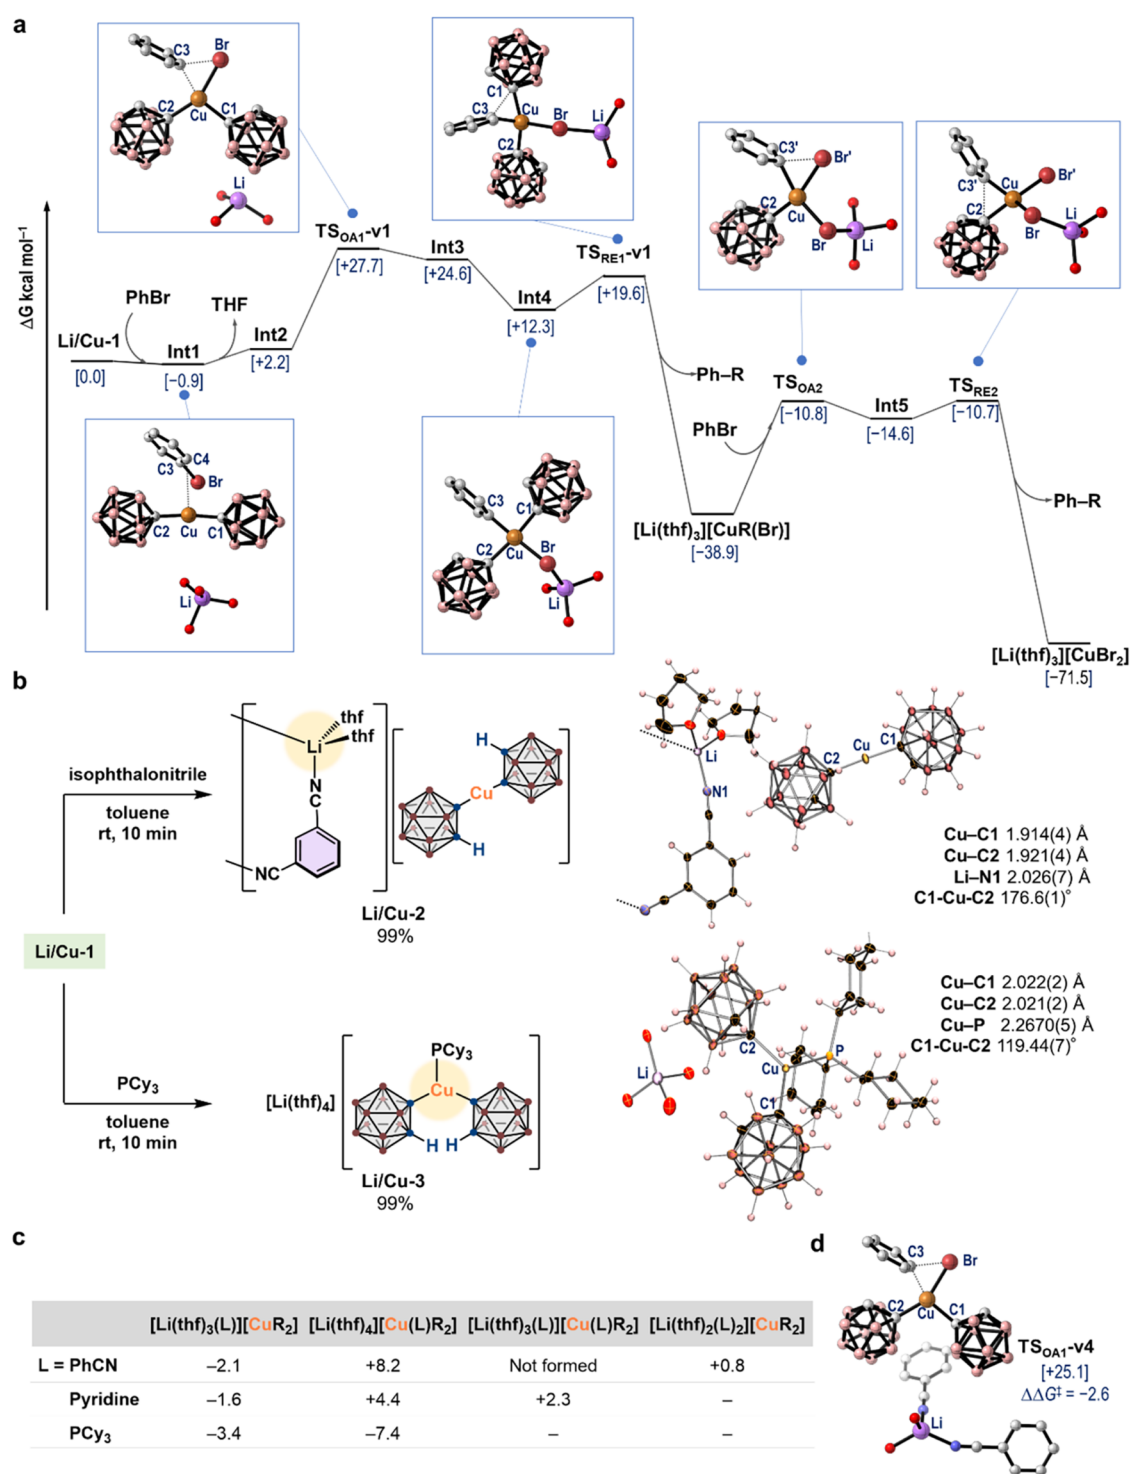 a
C3
Br
C2
C1
Cu
Li
C1
C3
Cu
Br
Li
C2
C3'
Br'
C2
Cu
Br
Li
C3'
Cu
Br'
C2
Br
Li
ΔG kcal mol⁻¹
TSOA1-v1
[+27.7]
Int3
[+24.6]
TSRE1-v1
[+19.6]
PhBr
THF
Int2
[+2.2]
Int4
[+12.3]
Li/Cu-1
[0.0]
Int1
[−0.9]
Ph–R
PhBr
TSOA2
[−10.8]
Int5
[−14.6]
TSRE2
[−10.7]
Ph–R
[Li(thf)3][CuR(Br)]
[−38.9]
[Li(thf)3][CuBr2]
[−71.5]
C4
C3
Br
C2
Cu
C1
Li
C3
C1
C2
Cu
Br
Li
b
isophthalonitrile
toluene
rt, 10 min
thf
thf
Li
N
C
NC
H
Cu
H
Li/Cu-2
99%
Li
N1
C2
Cu
C1
Cu–C1 1.914(4) Å
Cu–C2 1.921(4) Å
Li–N1 2.026(7) Å
C1-Cu-C2 176.6(1)°
Li/Cu-1
PCy3
toluene
rt, 10 min
[Li(thf)4]
PCy3
Cu
H H
Li/Cu-3
99%
C2
P
Li
Cu
C1
Cu–C1 2.022(2) Å
Cu–C2 2.021(2) Å
Cu–P 2.2670(5) Å
C1-Cu-C2 119.44(7)°
c
[Li(thf)3(L)][CuR2] [Li(thf)4][Cu(L)R2] [Li(thf)3(L)][Cu(L)R2] [Li(thf)2(L)2][CuR2]
L = PhCN –2.1 +8.2 Not formed +0.8
Pyridine –1.6 +4.4 +2.3 –
PCy3 –3.4 –7.4 – –
d
C3
Br
C2
Cu
C1
Li
TSOA1-v4
[+25.1]
ΔΔG‡ = −2.6